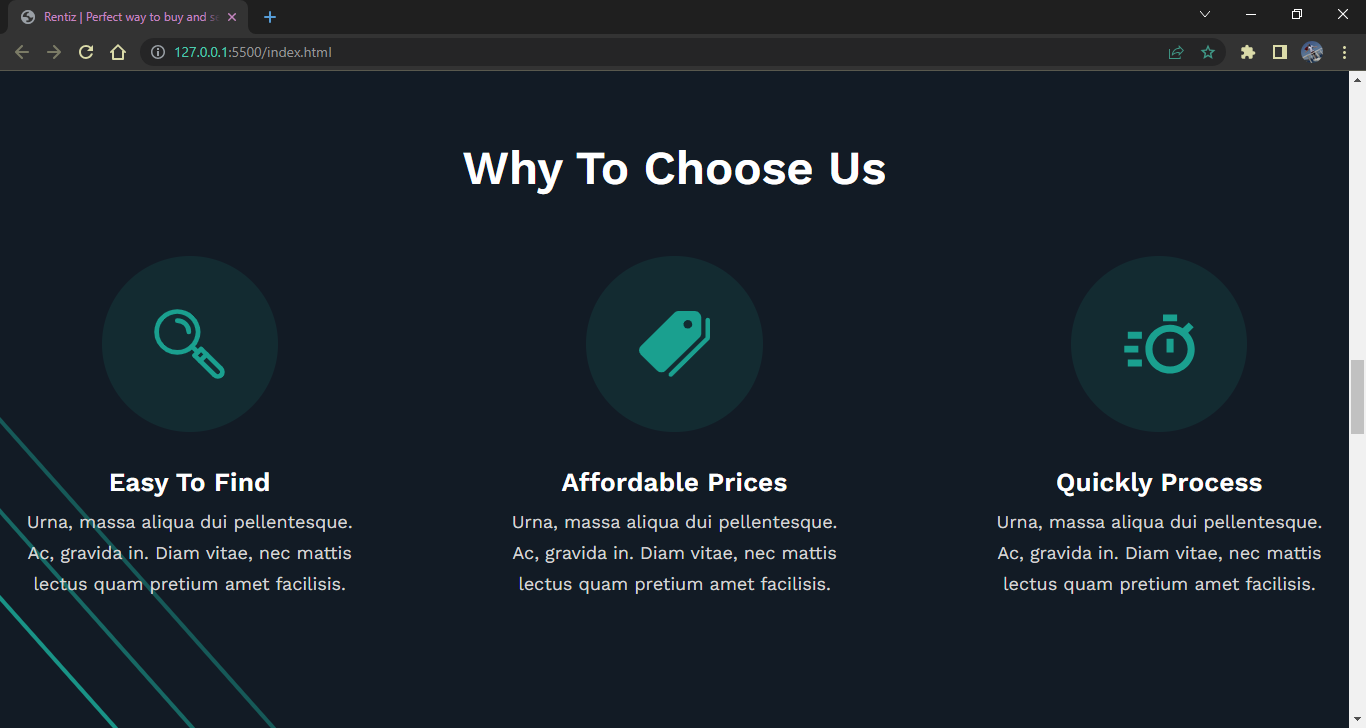 Rentiz | Perfect way to buy and se
127.0.0.1:5500/index.html
Why To Choose Us
Easy To Find
Urna, massa aliqua dui pellentesque.
Ac, gravida in. Diam vitae, nec mattis
lectus quam pretium amet facilisis.
Affordable Prices
Urna, massa aliqua dui pellentesque.
Ac, gravida in. Diam vitae, nec mattis
lectus quam pretium amet facilisis.
Quickly Process
Urna, massa aliqua dui pellentesque.
Ac, gravida in. Diam vitae, nec mattis
lectus quam pretium amet facilisis.